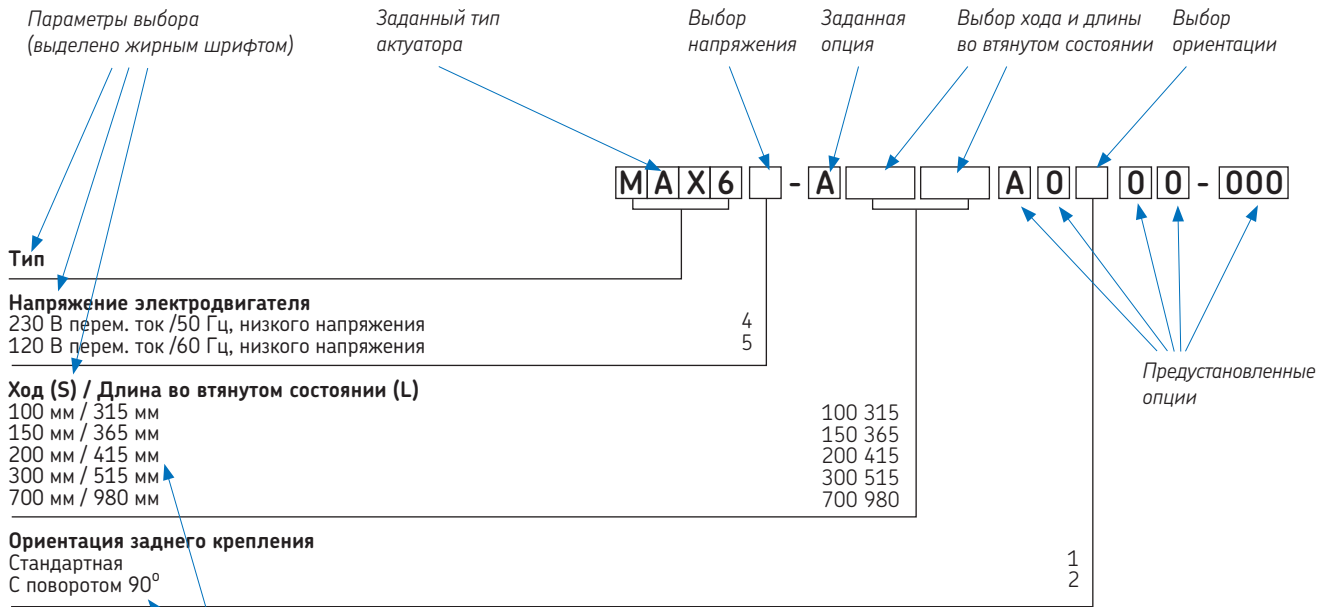 Параметры выбора
(выделено жирным шрифтом)
Заданный тип
актуатора
Выбор
напряжения
Заданная
опция
Выбор хода и длины
во втянутом состоянии
Выбор
ориентации
MAX6 - A A0 00-000
Тип
Напряжение электродвигателя
230 В перем. ток /50 Гц, низкого напряжения 4
120 В перем. ток /60 Гц, низкого напряжения 5
Предустановленные
опции
Ход (S) / Длина во втянутом состоянии (L)
100 мм / 315 мм 100 315
150 мм / 365 мм 150 365
200 мм / 415 мм 200 415
300 мм / 515 мм 300 515
700 мм / 980 мм 700 980
Ориентация заднего крепления
Стандартная 1
С поворотом 90° 2